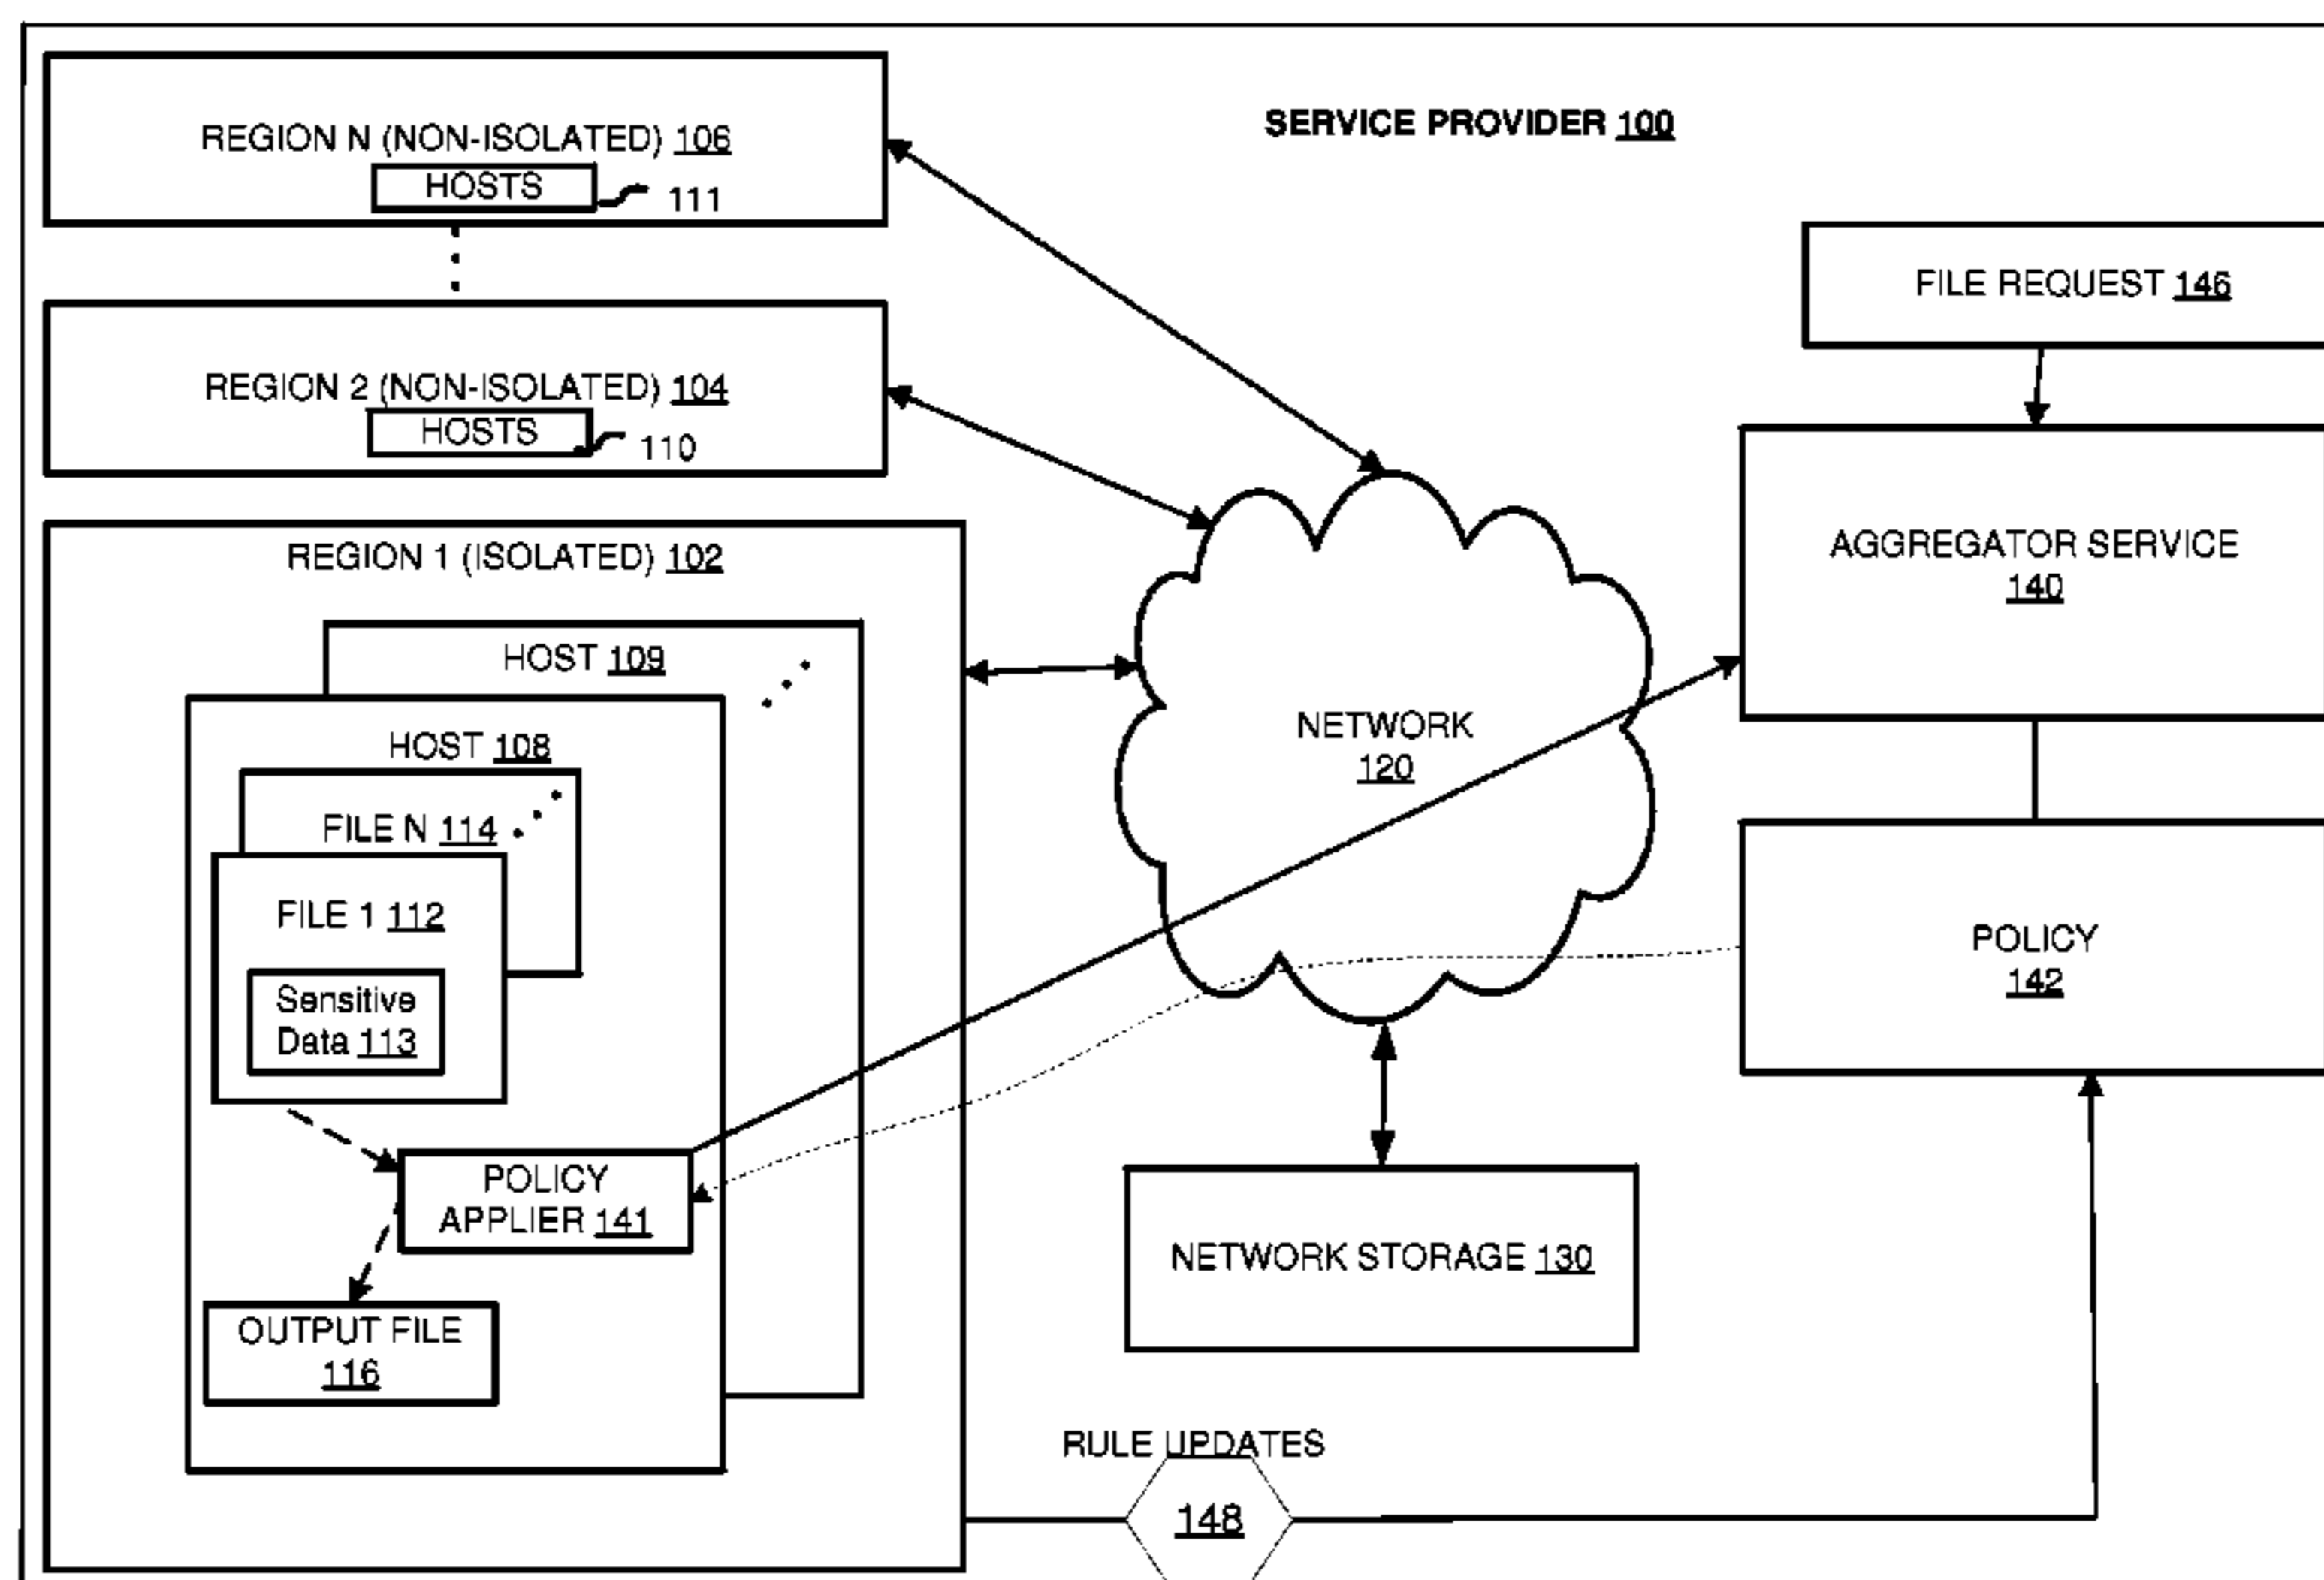 SERVICE PROVIDER 100
REGION N (NON-ISOLATED) 106
HOSTS
111
FILE REQUEST 146
REGION 2 (NON-ISOLATED) 104
HOSTS
110
REGION 1 (ISOLATED) 102
AGGREGATOR SERVICE
140
HOST 109
HOST 108
NETWORK
120
FILE N 114
FILE 1 112
POLICY
142
Sensitive
Data 113
POLICY
APPLIER 141
NETWORK STORAGE 130
OUTPUT FILE
116
RULE UPDATES
148